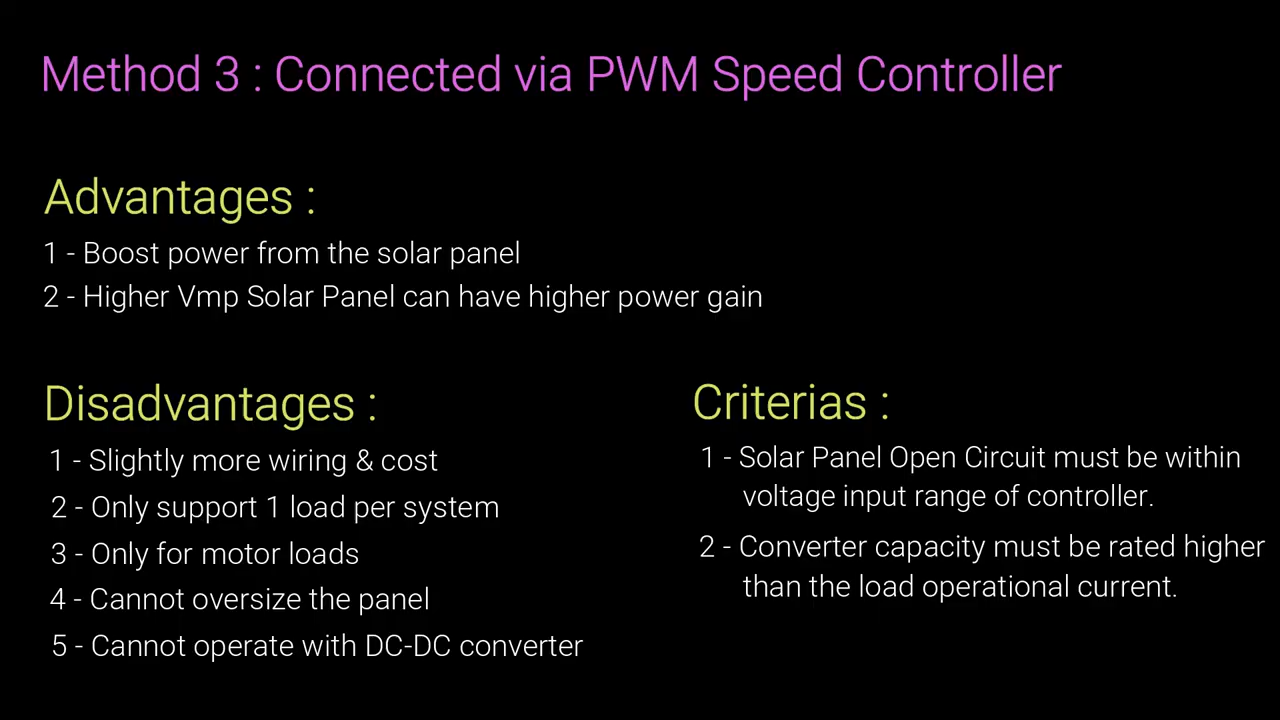 Method 3 : Connected via PWM Speed Controller
Advantages :
1 - Boost power from the solar panel
2 - Higher Vmp Solar Panel can have higher power gain
Disadvantages :
1 - Slightly more wiring & cost
2 - Only support 1 load per system
3 - Only for motor loads
4 - Cannot oversize the panel
5 - Cannot operate with DC-DC converter
Criterias :
1 - Solar Panel Open Circuit must be within
voltage input range of controller.
2 - Converter capacity must be rated higher
than the load operational current.